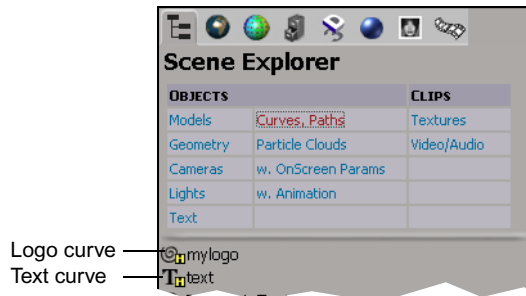 Scene Explorer
OBJECTS CLIPS
Models Curves, Paths Textures
Geometry Particle Clouds Video/Audio
Cameras w. OnScreen Params
Lights w. Animation
Text
Logo curve H mylogo
Text curve T H text